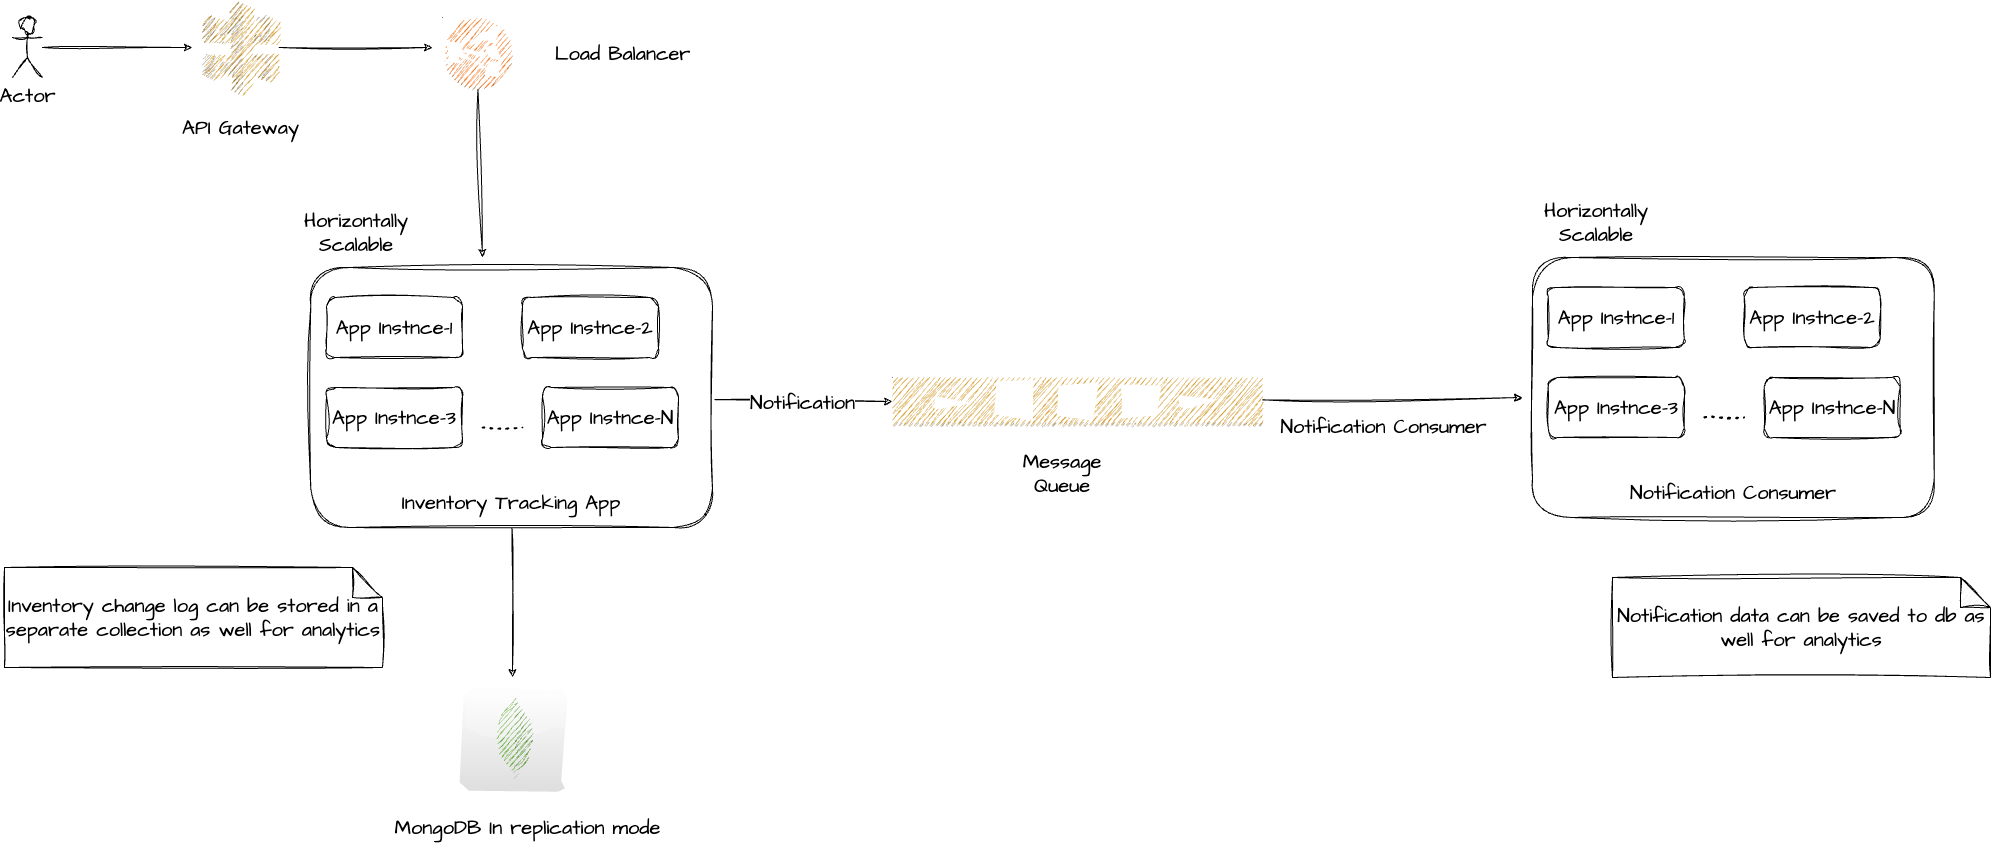 Actor
API Gateway
Load Balancer
Horizontally
Scalable
App Instnce-1
App Instnce-2
App Instnce-3
App Instnce-N
Inventory Tracking App
Notification
Message
Queue
Notification Consumer
Horizontally
Scalable
App Instnce-1
App Instnce-2
App Instnce-3
App Instnce-N
Notification Consumer
Inventory change log can be stored in a
separate collection as well for analytics
Notification data can be saved to db as
well for analytics
MongoDB In replication mode